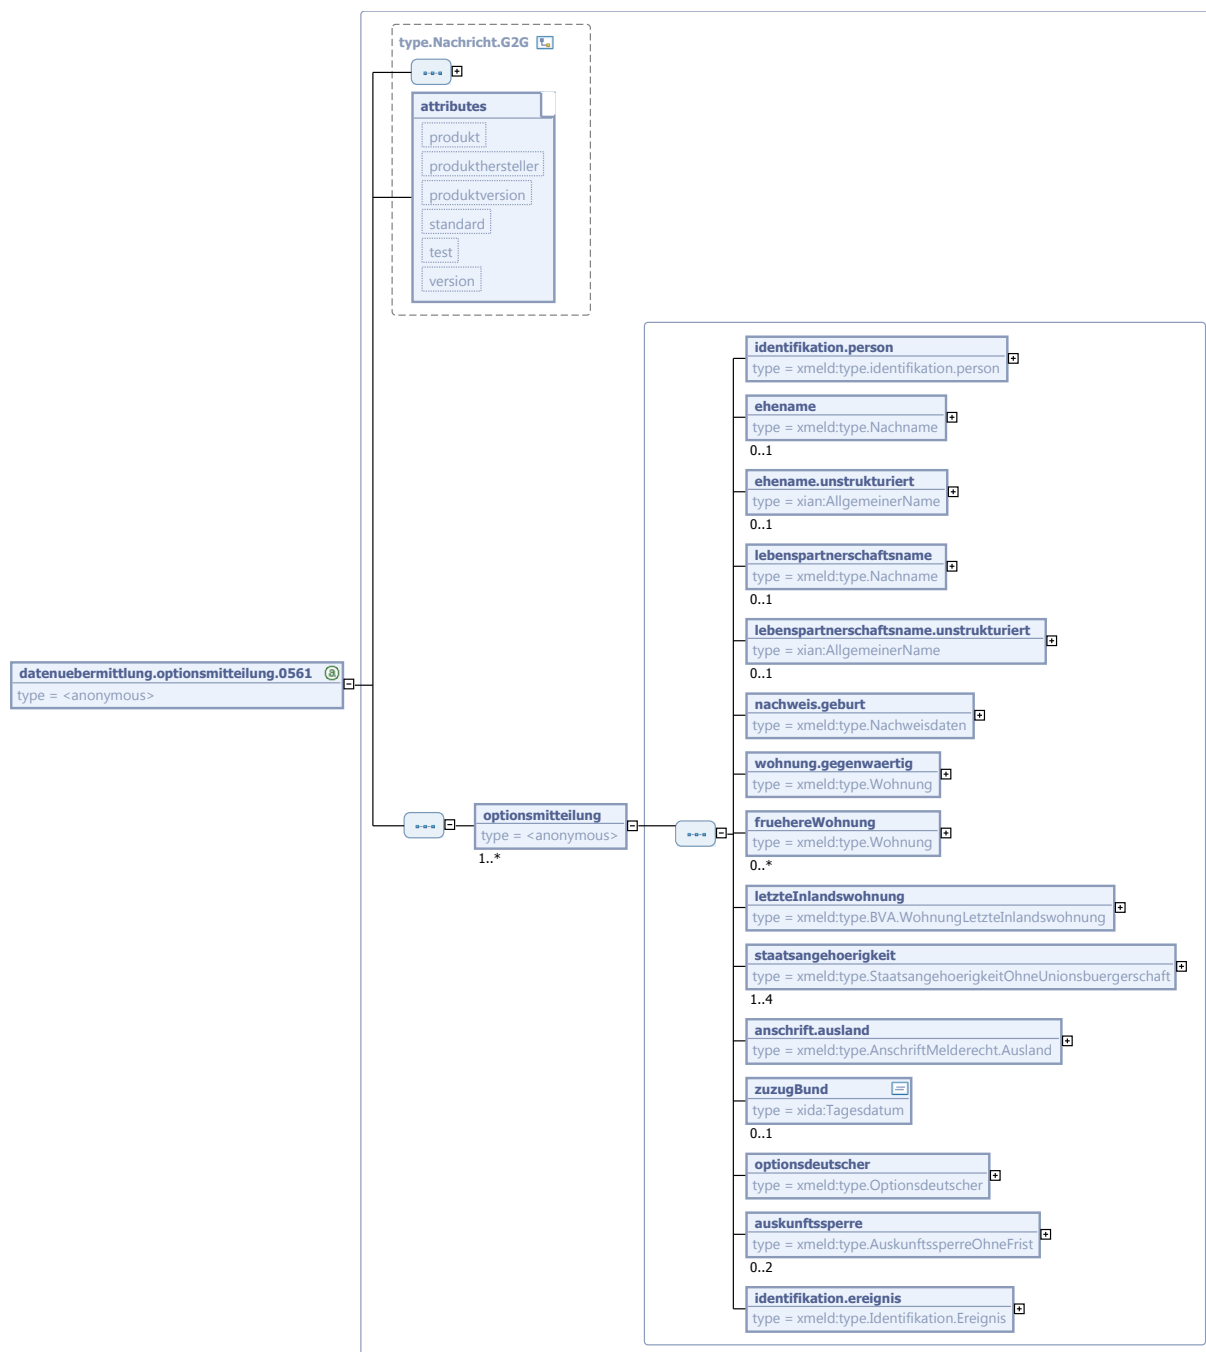 type.Nachricht.G2G
attributes
produkt
produkthersteller
produktversion
standard
test
version
identifikation.person
type = xmeld:type.identifikation.person
ehename
type = xmeld:type.Nachname
0..1
ehename.unstrukturiert
type = xian:AllgemeinerName
0..1
lebenspartnerschaftsname
type = xmeld:type.Nachname
0..1
lebenspartnerschaftsname.unstrukturiert
type = xian:AllgemeinerName
0..1
datenuebermittlung.optionsmitteilung.0561 a
type = <anonymous>
nachweis.geburt
type = xmeld:type.Nachweisdaten
wohnung.gegenwaertig
type = xmeld:type.Wohnung
optionsmitteilung
type = <anonymous>
1..*
fruehereWohnung
type = xmeld:type.Wohnung
0..*
letzteInlandswohnung
type = xmeld:type.BVA.WohnungLetzteInlandswohnung
staatsangehoerigkeit
type = xmeld:type.StaatsangehoerigkeitOhneUnionsbuergerschaft
1..4
anschrift.ausland
type = xmeld:type.AnschriftMelderecht.Ausland
zuzugBund
type = xida:Tagesdatum
0..1
optionsdeutscher
type = xmeld:type.Optionsdeutscher
auskunftssperre
type = xmeld:type.AuskunftssperreOhneFrist
0..2
identifikation.ereignis
type = xmeld:type.Identifikation.Ereignis